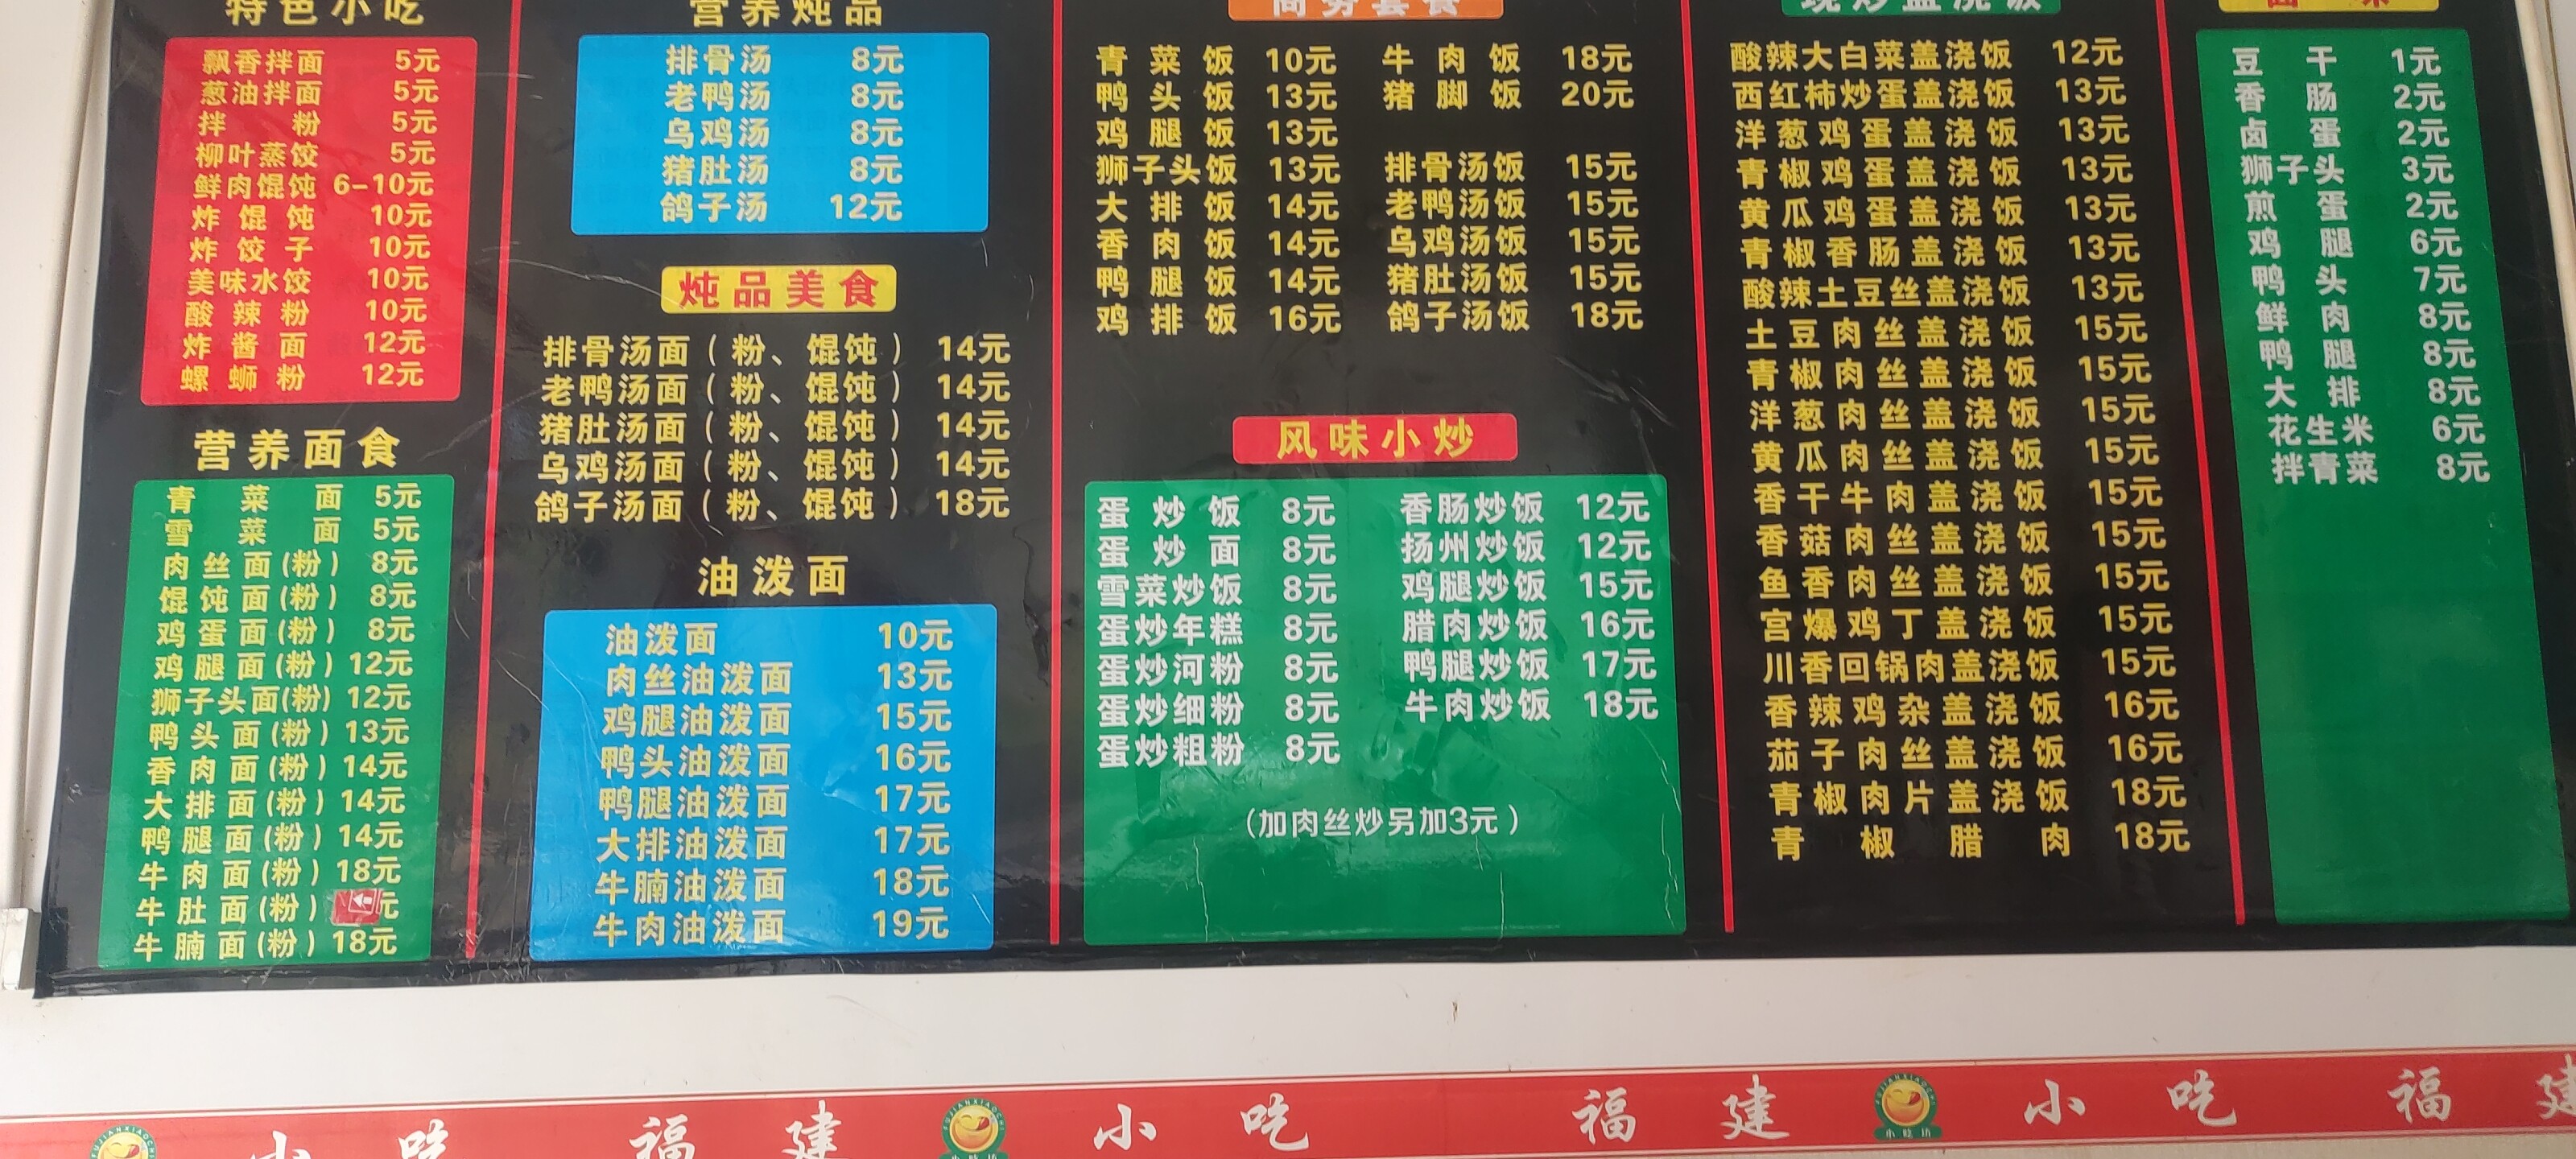 特色小吃
飘香拌面 5元
葱油拌面 5元
拌粉 5元
柳叶蒸饺 5元
鲜肉馄饨 6-10元
炸馄饨 10元
炸饺子 10元
美味水饺 10元
酸辣粉 10元
炸酱面 12元
螺蛳粉 12元
营养面食
青菜面 5元
雪菜面 5元
肉丝面(粉) 8元
馄饨面(粉) 8元
鸡蛋面(粉) 8元
鸡腿面(粉) 12元
狮子头面(粉) 12元
鸭头面(粉) 13元
香肉面(粉) 14元
大排面(粉) 14元
鸭腿面(粉) 14元
牛肉面(粉) 18元
牛肚面(粉) 元
牛腩面(粉) 18元
营养炖品
排骨汤 8元
老鸭汤 8元
乌鸡汤 8元
猪肚汤 8元
鸽子汤 12元
炖品美食
排骨汤面(粉、馄饨) 14元
老鸭汤面(粉、馄饨) 14元
猪肚汤面(粉、馄饨) 14元
乌鸡汤面(粉、馄饨) 14元
鸽子汤面(粉、馄饨) 18元
油泼面
油泼面 10元
肉丝油泼面 13元
鸡腿油泼面 15元
鸭头油泼面 16元
鸭腿油泼面 17元
大排油泼面 17元
牛腩油泼面 18元
牛肉油泼面 19元
商务套餐
青菜饭 10元 牛肉饭 18元
鸭头饭 13元 猪脚饭 20元
鸡腿饭 13元
狮子头饭 13元 排骨汤饭 15元
大排饭 14元 老鸭汤饭 15元
香肉饭 14元 乌鸡汤饭 15元
鸭腿饭 14元 猪肚汤饭 15元
鸡排饭 16元 鸽子汤饭 18元
风味小炒
蛋炒饭 8元 香肠炒饭 12元
蛋炒面 8元 扬州炒饭 12元
雪菜炒饭 8元 鸡腿炒饭 15元
蛋炒年糕 8元 腊肉炒饭 16元
蛋炒河粉 8元 鸭腿炒饭 17元
蛋炒细粉 8元 牛肉炒饭 18元
蛋炒粗粉 8元
(加肉丝炒另加3元)
现炒盖浇饭
酸辣大白菜盖浇饭 12元
西红柿炒蛋盖浇饭 13元
洋葱鸡蛋盖浇饭 13元
青椒鸡蛋盖浇饭 13元
黄瓜鸡蛋盖浇饭 13元
青椒香肠盖浇饭 13元
酸辣土豆丝盖浇饭 13元
土豆肉丝盖浇饭 15元
青椒肉丝盖浇饭 15元
洋葱肉丝盖浇饭 15元
黄瓜肉丝盖浇饭 15元
香干牛肉盖浇饭 15元
香菇肉丝盖浇饭 15元
鱼香肉丝盖浇饭 15元
宫爆鸡丁盖浇饭 15元
川香回锅肉盖浇饭 15元
香辣鸡杂盖浇饭 16元
茄子肉丝盖浇饭 16元
青椒肉片盖浇饭 18元
青椒腊肉 18元
豆干 1元
香肠 2元
卤蛋 2元
狮子头 3元
煎蛋 2元
鸡腿 6元
鸭头 7元
鲜肉 8元
鸭腿 8元
大排 8元
花生米 6元
拌青菜 8元
小吃 福建 小吃 福建 小吃 福建